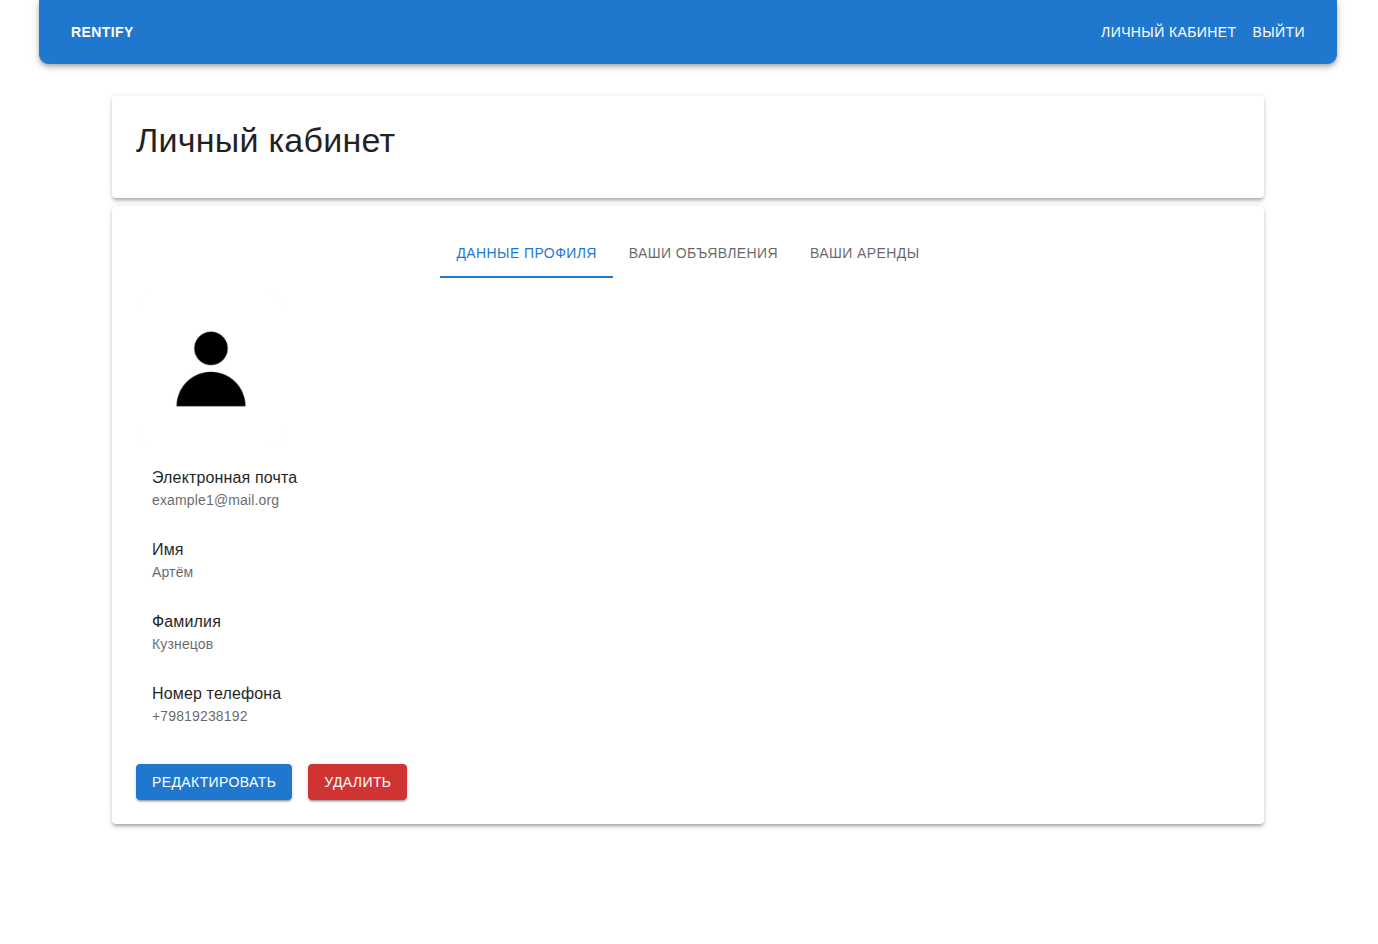 RENTIFY
ЛИЧНЫЙ КАБИНЕТ ВЫЙТИ
Личный кабинет
ДАННЫЕ ПРОФИЛЯ ВАШИ ОБЪЯВЛЕНИЯ ВАШИ АРЕНДЫ
Электронная почта
example1@mail.org
Имя
Артём
Фамилия
Кузнецов
Номер телефона
+79819238192
РЕДАКТИРОВАТЬ УДАЛИТЬ